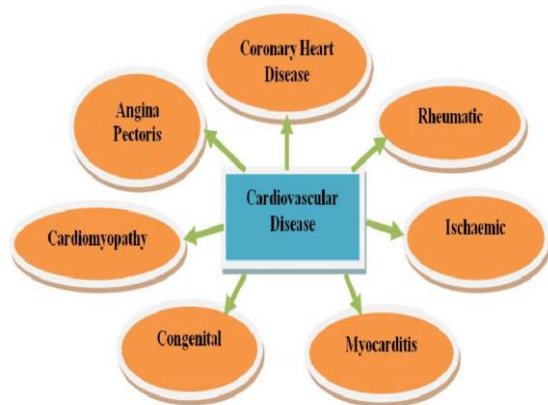 Coronary Heart
Disease
Angina
Pectoris
Rheumatic
Cardiovascular
Disease
Cardiomyopathy
Ischaemic
Congenital
Myocarditis